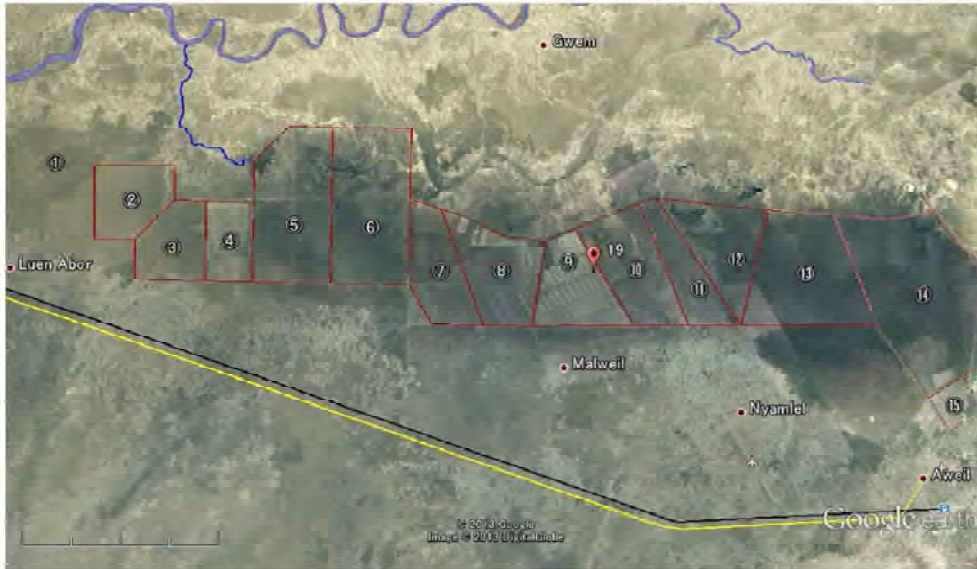 Gwem
①
②
③
④
⑤
⑥
⑦
⑧
⑨
19
⑩
⑪
⑫
⑬
⑭
⑮
Luen Abor
Malweil
Nyamlet
Aweil
© 2013 Google
Image © 2013 DigitalGlobe
Google earth